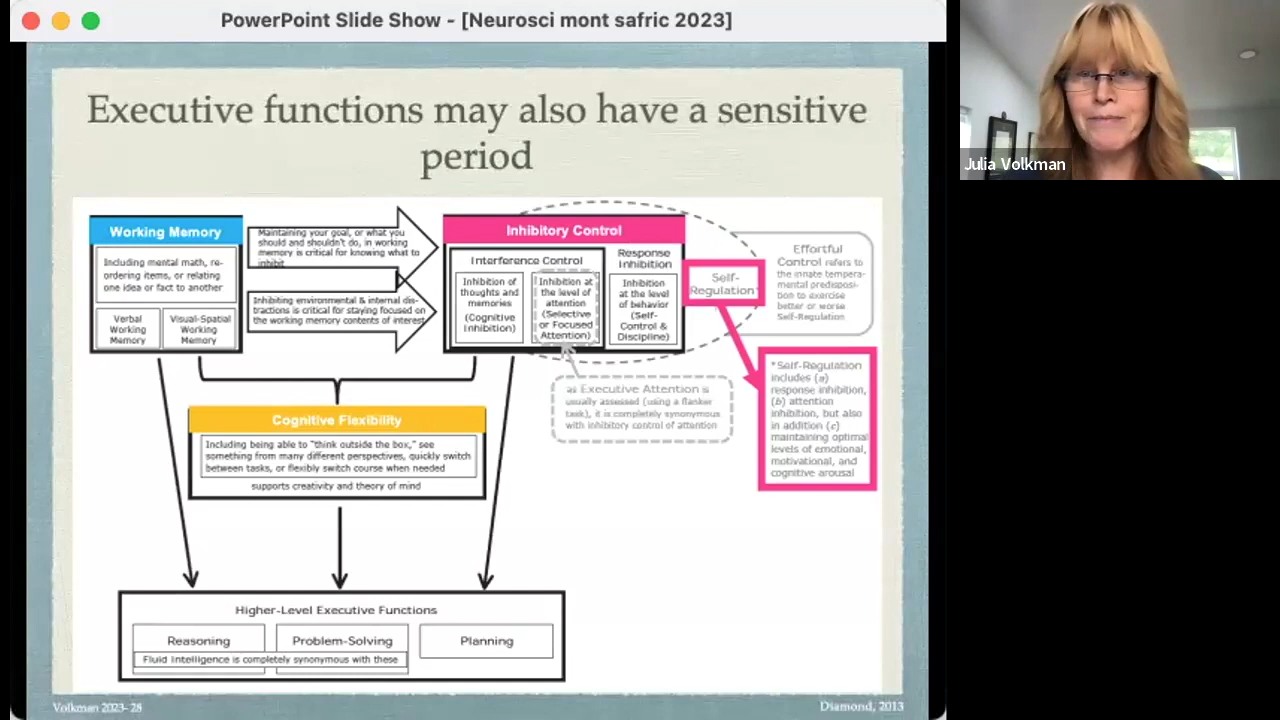 PowerPoint Slide Show - [Neurosci mont safric 2023]
Julia Volkman
Executive functions may also have a sensitive
period
Working Memory
Including mental math, re-
ordering items, or relating
one idea or fact to another
Verbal
Working
Memory
Visual-Spatial
Working
Memory
Maintaining your goal, or what you
should and shouldn't do, in working
memory is critical for knowing what to
inhibit
Inhibiting environmental & internal dis-
tractions is critical for staying focused on
the working memory contents of interest
Inhibitory Control
Interference Control
Inhibition of
thoughts and
memories
(Cognitive
Inhibition)
Inhibition at
the level of
attention
(Selective
or Focused
Attention)
Response
Inhibition
Inhibition
at the level
of behavior
(Self-
Control &
Discipline)
Self-
Regulation*
Effortful
Control refers to
the innate tempera-
mental predisposi-
tion to exercise
better or worse
Self-Regulation
*Self-Regulation
includes (a)
response inhibition,
(b) attention
inhibition, but also
in addition (c)
maintaining optimal
levels of emotional,
motivational, and
cognitive arousal
as Executive Attention is
usually assessed (using a flanker
task), it is completely synonymous
with inhibitory control of attention
Cognitive Flexibility
Including being able to "think outside the box," see
something from many different perspectives, quickly switch
between tasks, or flexibly switch course when needed
supports creativity and theory of mind
Higher-Level Executive Functions
Reasoning
Problem-Solving
Planning
Fluid Intelligence is completely synonymous with these
Volkman 2023- 28
Diamond, 2013